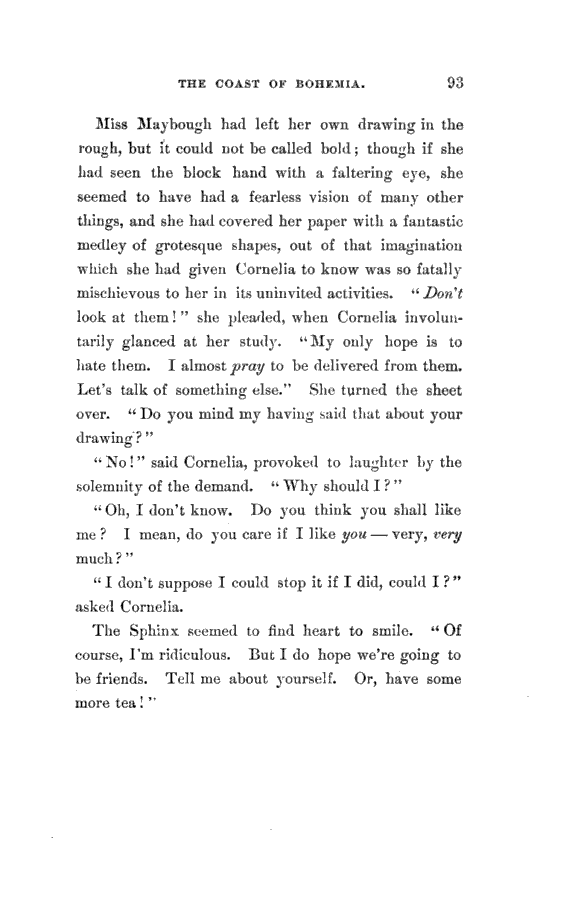 THE COAST OF BOHEMIA. 93
Miss Maybough had left her own drawing in the
rough, but it could not be called bold; though if she
had seen the block hand with a faltering eye, she
seemed to have had a fearless vision of many other
things, and she had covered her paper with a fantastic
medley of grotesque shapes, out of that imagination
which she had given Cornelia to know was so fatally
mischievous to her in its uninvited activities. "Don't
look at them!" she pleaded, when Cornelia involun-
tarily glanced at her study. "My only hope is to
hate them. I almost pray to be delivered from them.
Let's talk of something else." She turned the sheet
over. "Do you mind my having said that about your
drawing?"
"No!" said Cornelia, provoked to laughter by the
solemnity of the demand. "Why should I?"
"Oh, I don't know. Do you think you shall like
me? I mean, do you care if I like you — very, very
much?"
"I don't suppose I could stop it if I did, could I?"
asked Cornelia.
The Sphinx seemed to find heart to smile. "Of
course, I'm ridiculous. But I do hope we're going to
be friends. Tell me about yourself. Or, have some
more tea!"